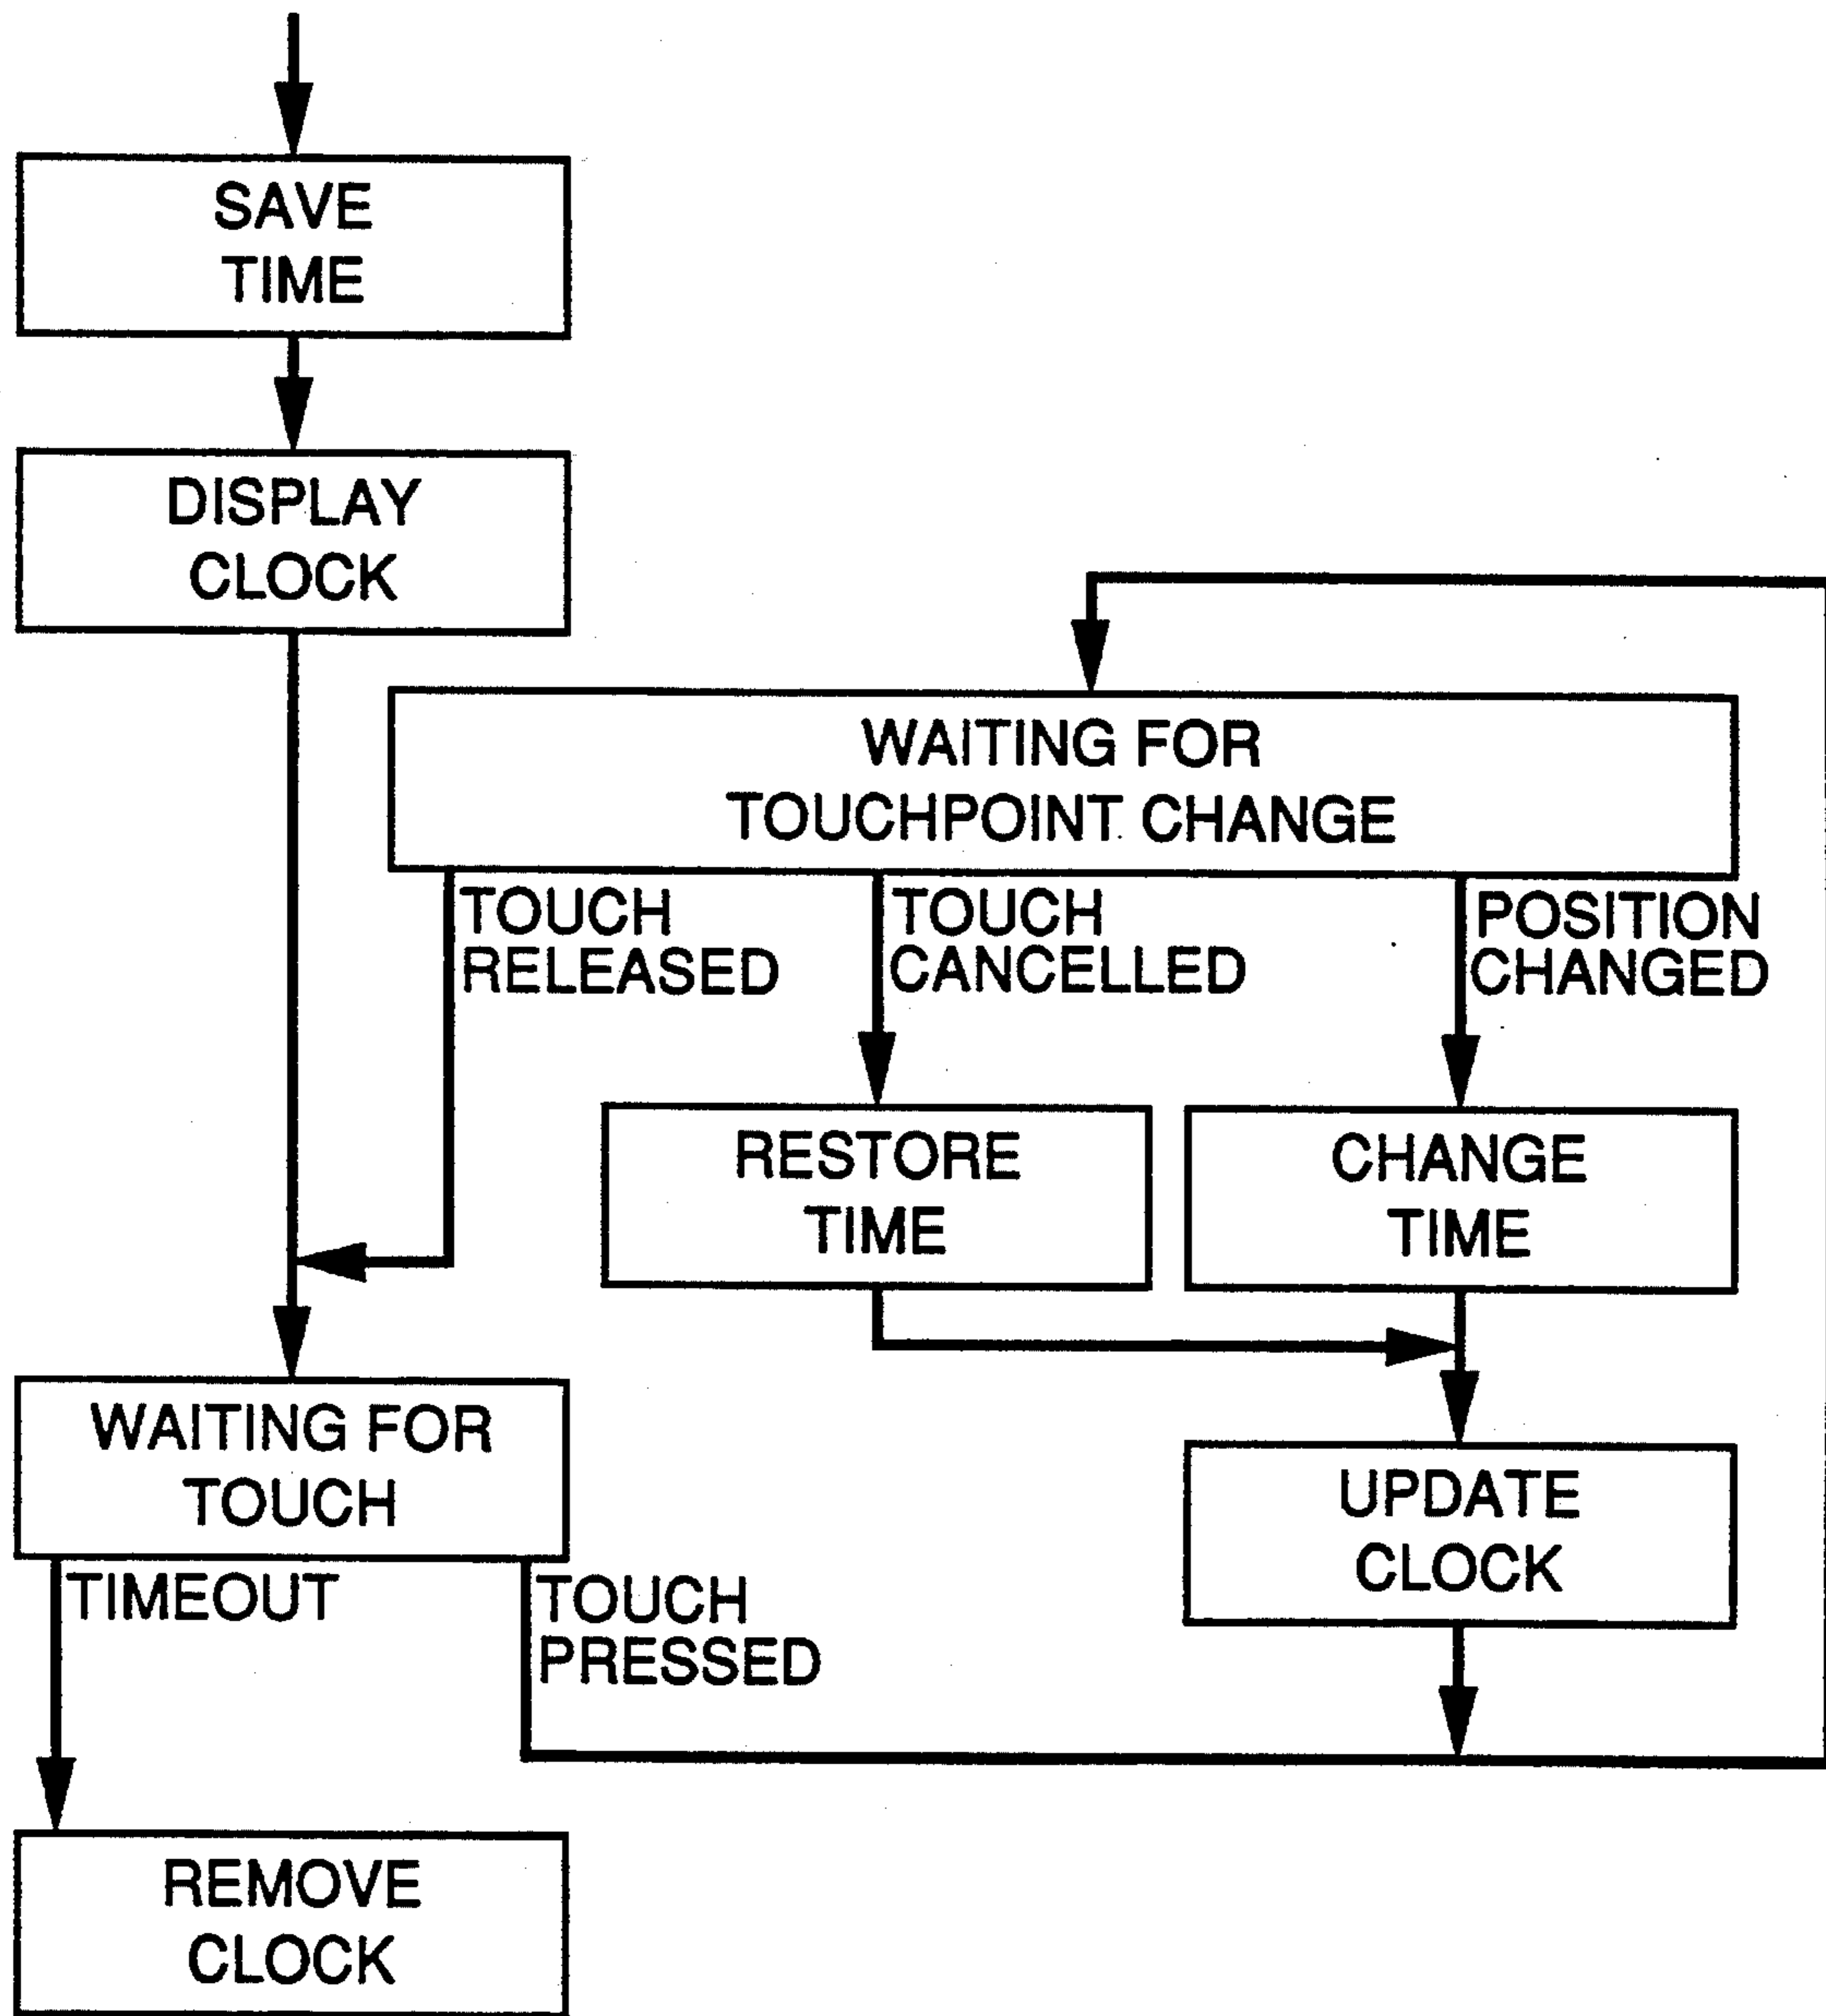 SAVE
TIME
DISPLAY
CLOCK
WAITING FOR
TOUCHPOINT CHANGE
TOUCH
RELEASED
TOUCH
CANCELLED
POSITION
CHANGED
RESTORE
TIME
CHANGE
TIME
WAITING FOR
TOUCH
UPDATE
CLOCK
TIMEOUT
TOUCH
PRESSED
REMOVE
CLOCK